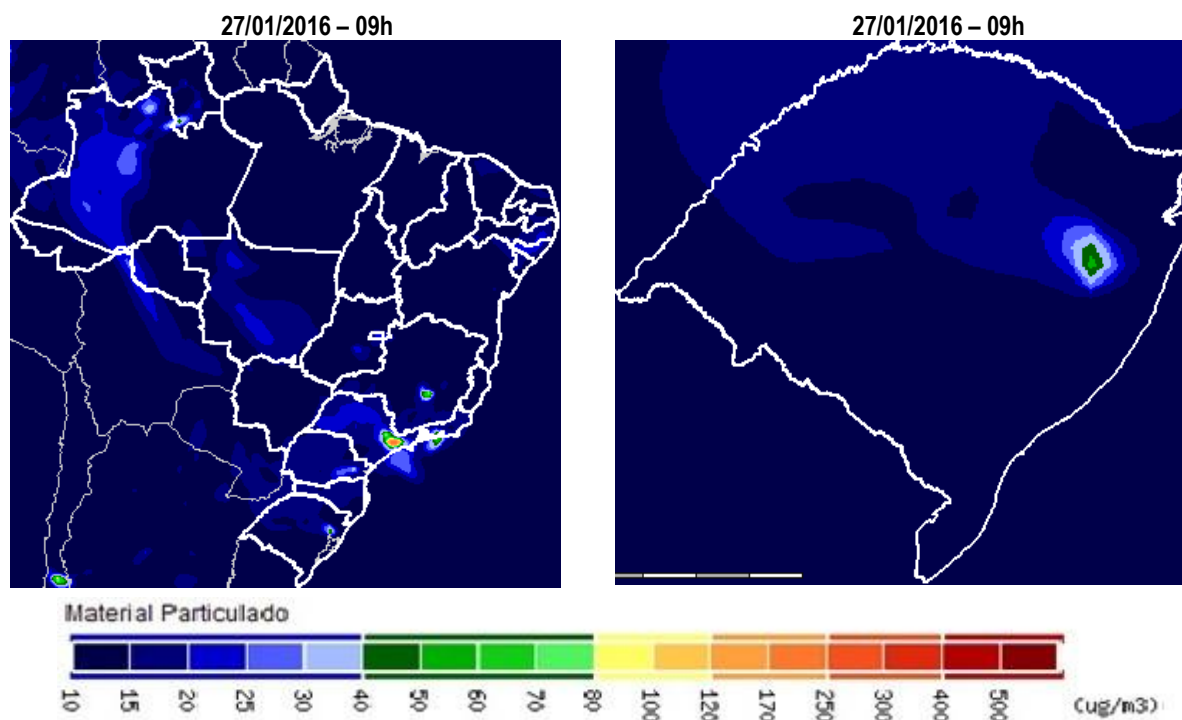 27/01/2016 – 09h
27/01/2016 – 09h
Material Particulado
10 15 20 25 30 40 50 60 70 80 100 120 170 250 300 400 500 (ug/m3)